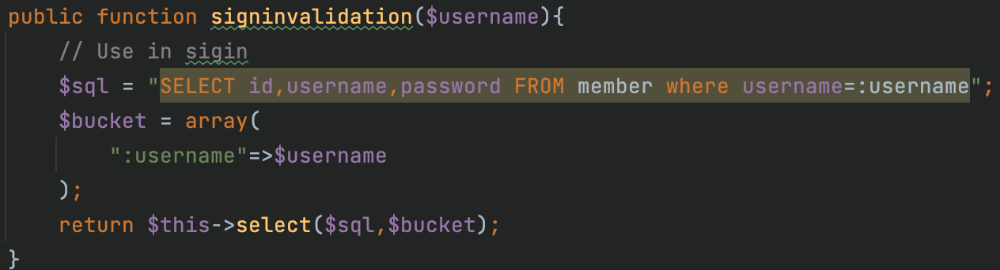 public function signinvalidation($username){
// Use in sigin
$sql = "SELECT id,username,password FROM member where username=:username";
$bucket = array(
":username"=>$username
);
return $this->select($sql,$bucket);
}